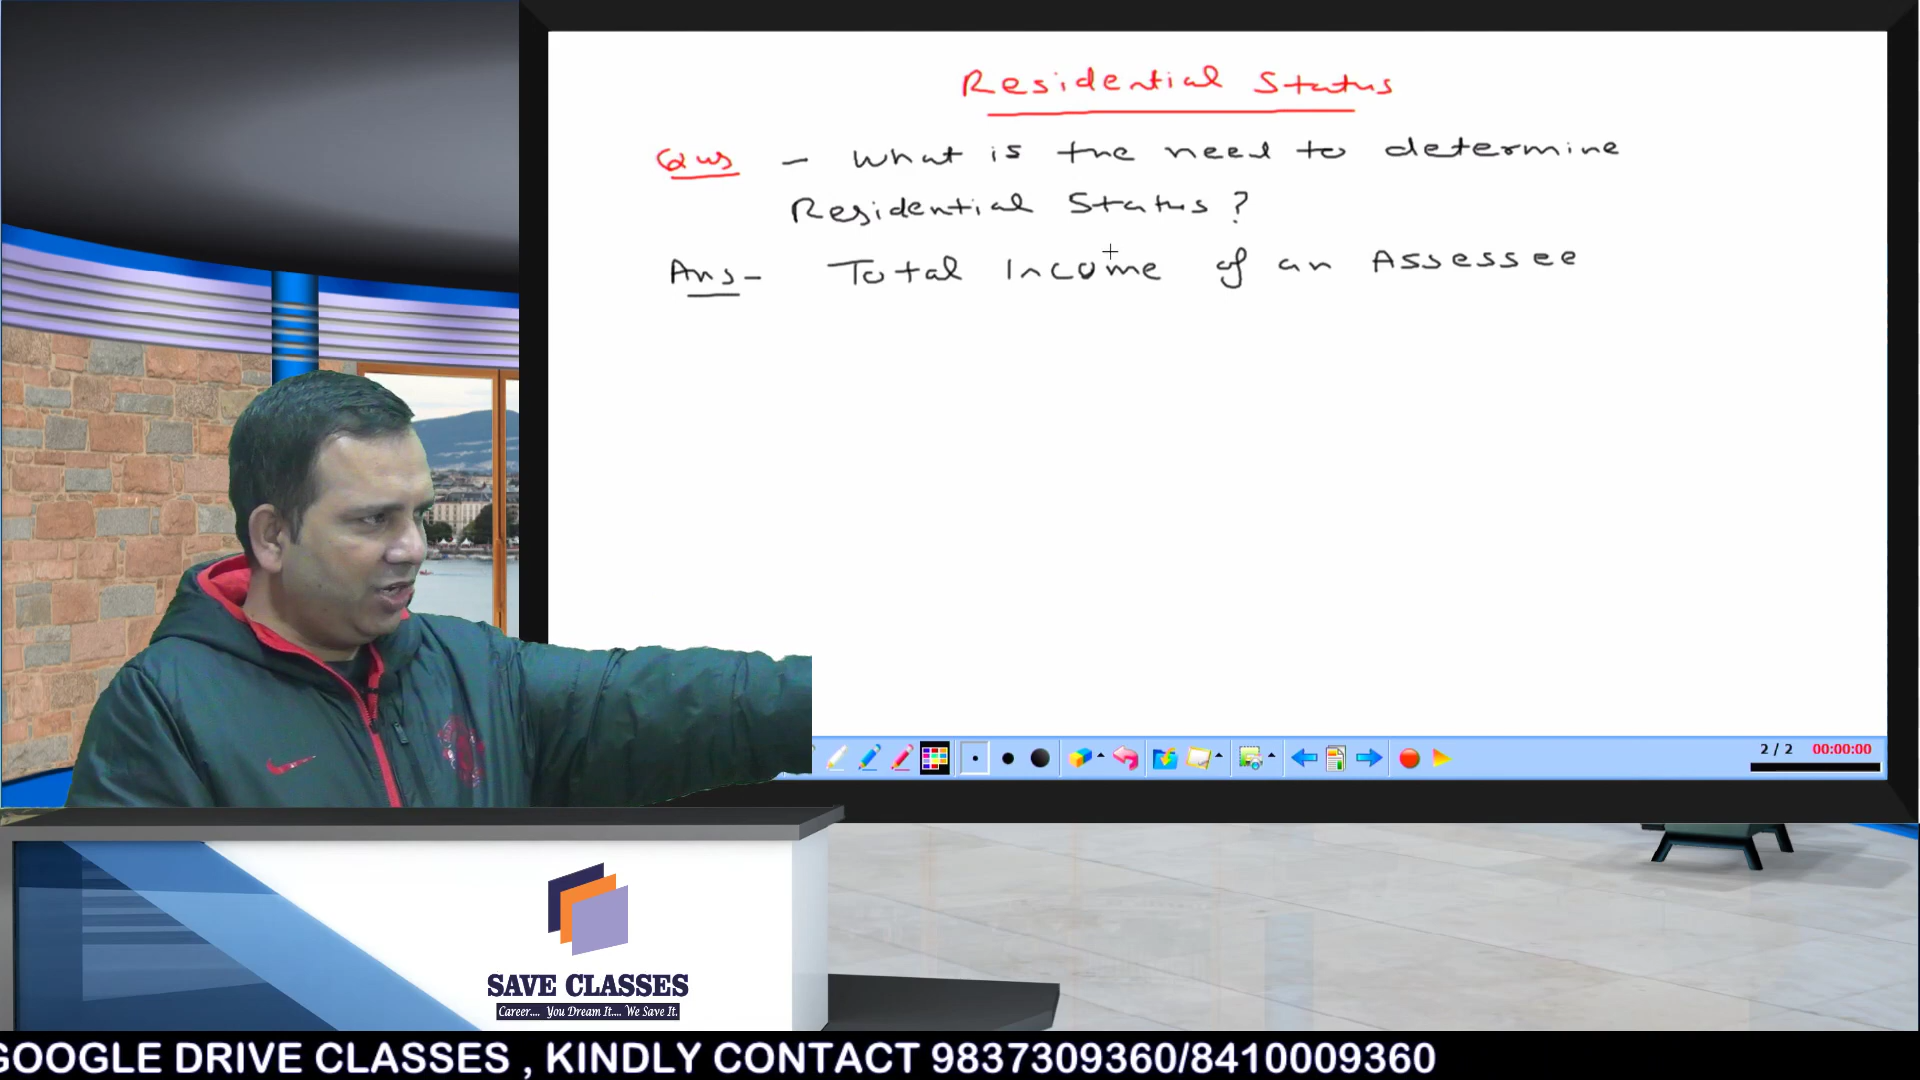 Residential Status
Qus - What is the need to determine
Residential Status ?
Ans - Total Income of an Assessee
2 / 2 00:00:00
SAVE CLASSES
Career.... You Dream It.... We Save It.
GOOGLE DRIVE CLASSES , KINDLY CONTACT 9837309360/8410009360